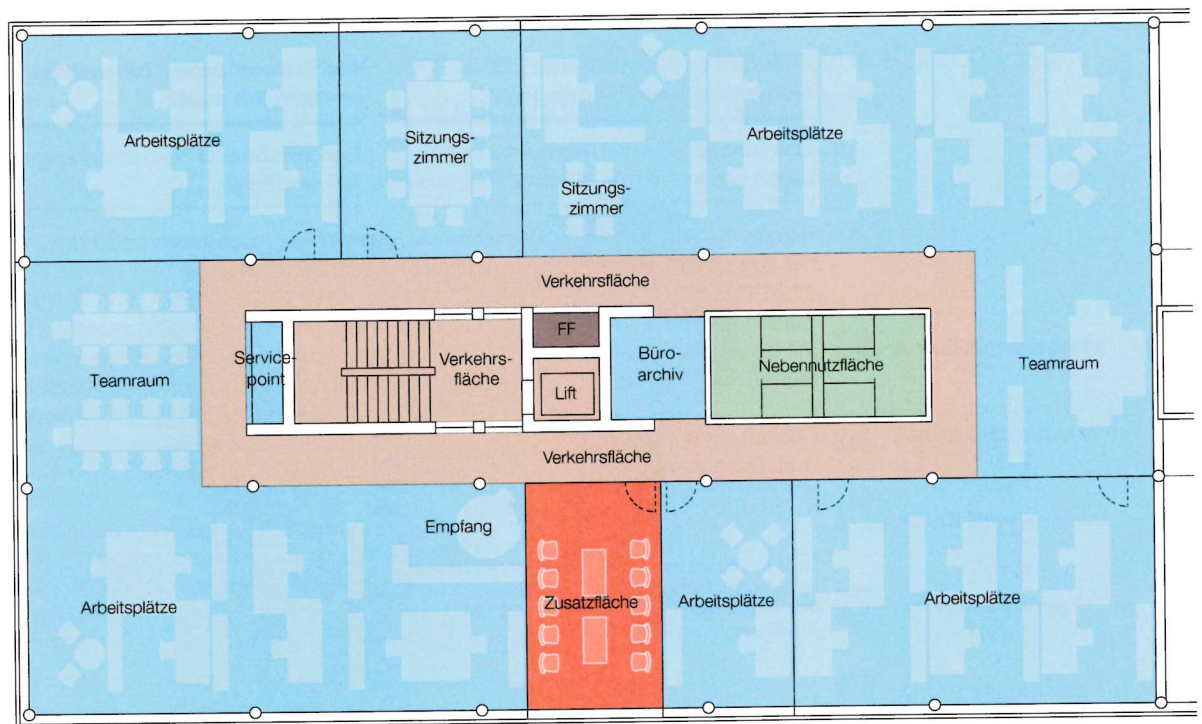 Arbeitsplätze
Sitzungs-
zimmer
Arbeitsplätze
Sitzungs-
zimmer
Verkehrsfläche
FF
Service-
point
Verkehrs-
fläche
Lift
Büro-
archiv
Nebennutzfläche
Teamraum
Teamraum
Verkehrsfläche
Empfang
Arbeitsplätze
Zusatzfläche
Arbeitsplätze
Arbeitsplätze